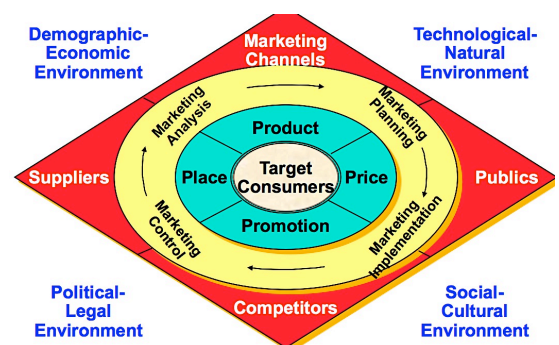 Demographic-
Economic
Environment
Marketing
Channels
Technological-
Natural
Environment
Marketing
Analysis
Marketing
Planning
Product
Suppliers
Place
Target
Consumers
Price
Publics
Promotion
Marketing
Control
Marketing
Implementation
Political-
Legal
Environment
Competitors
Social-
Cultural
Environment